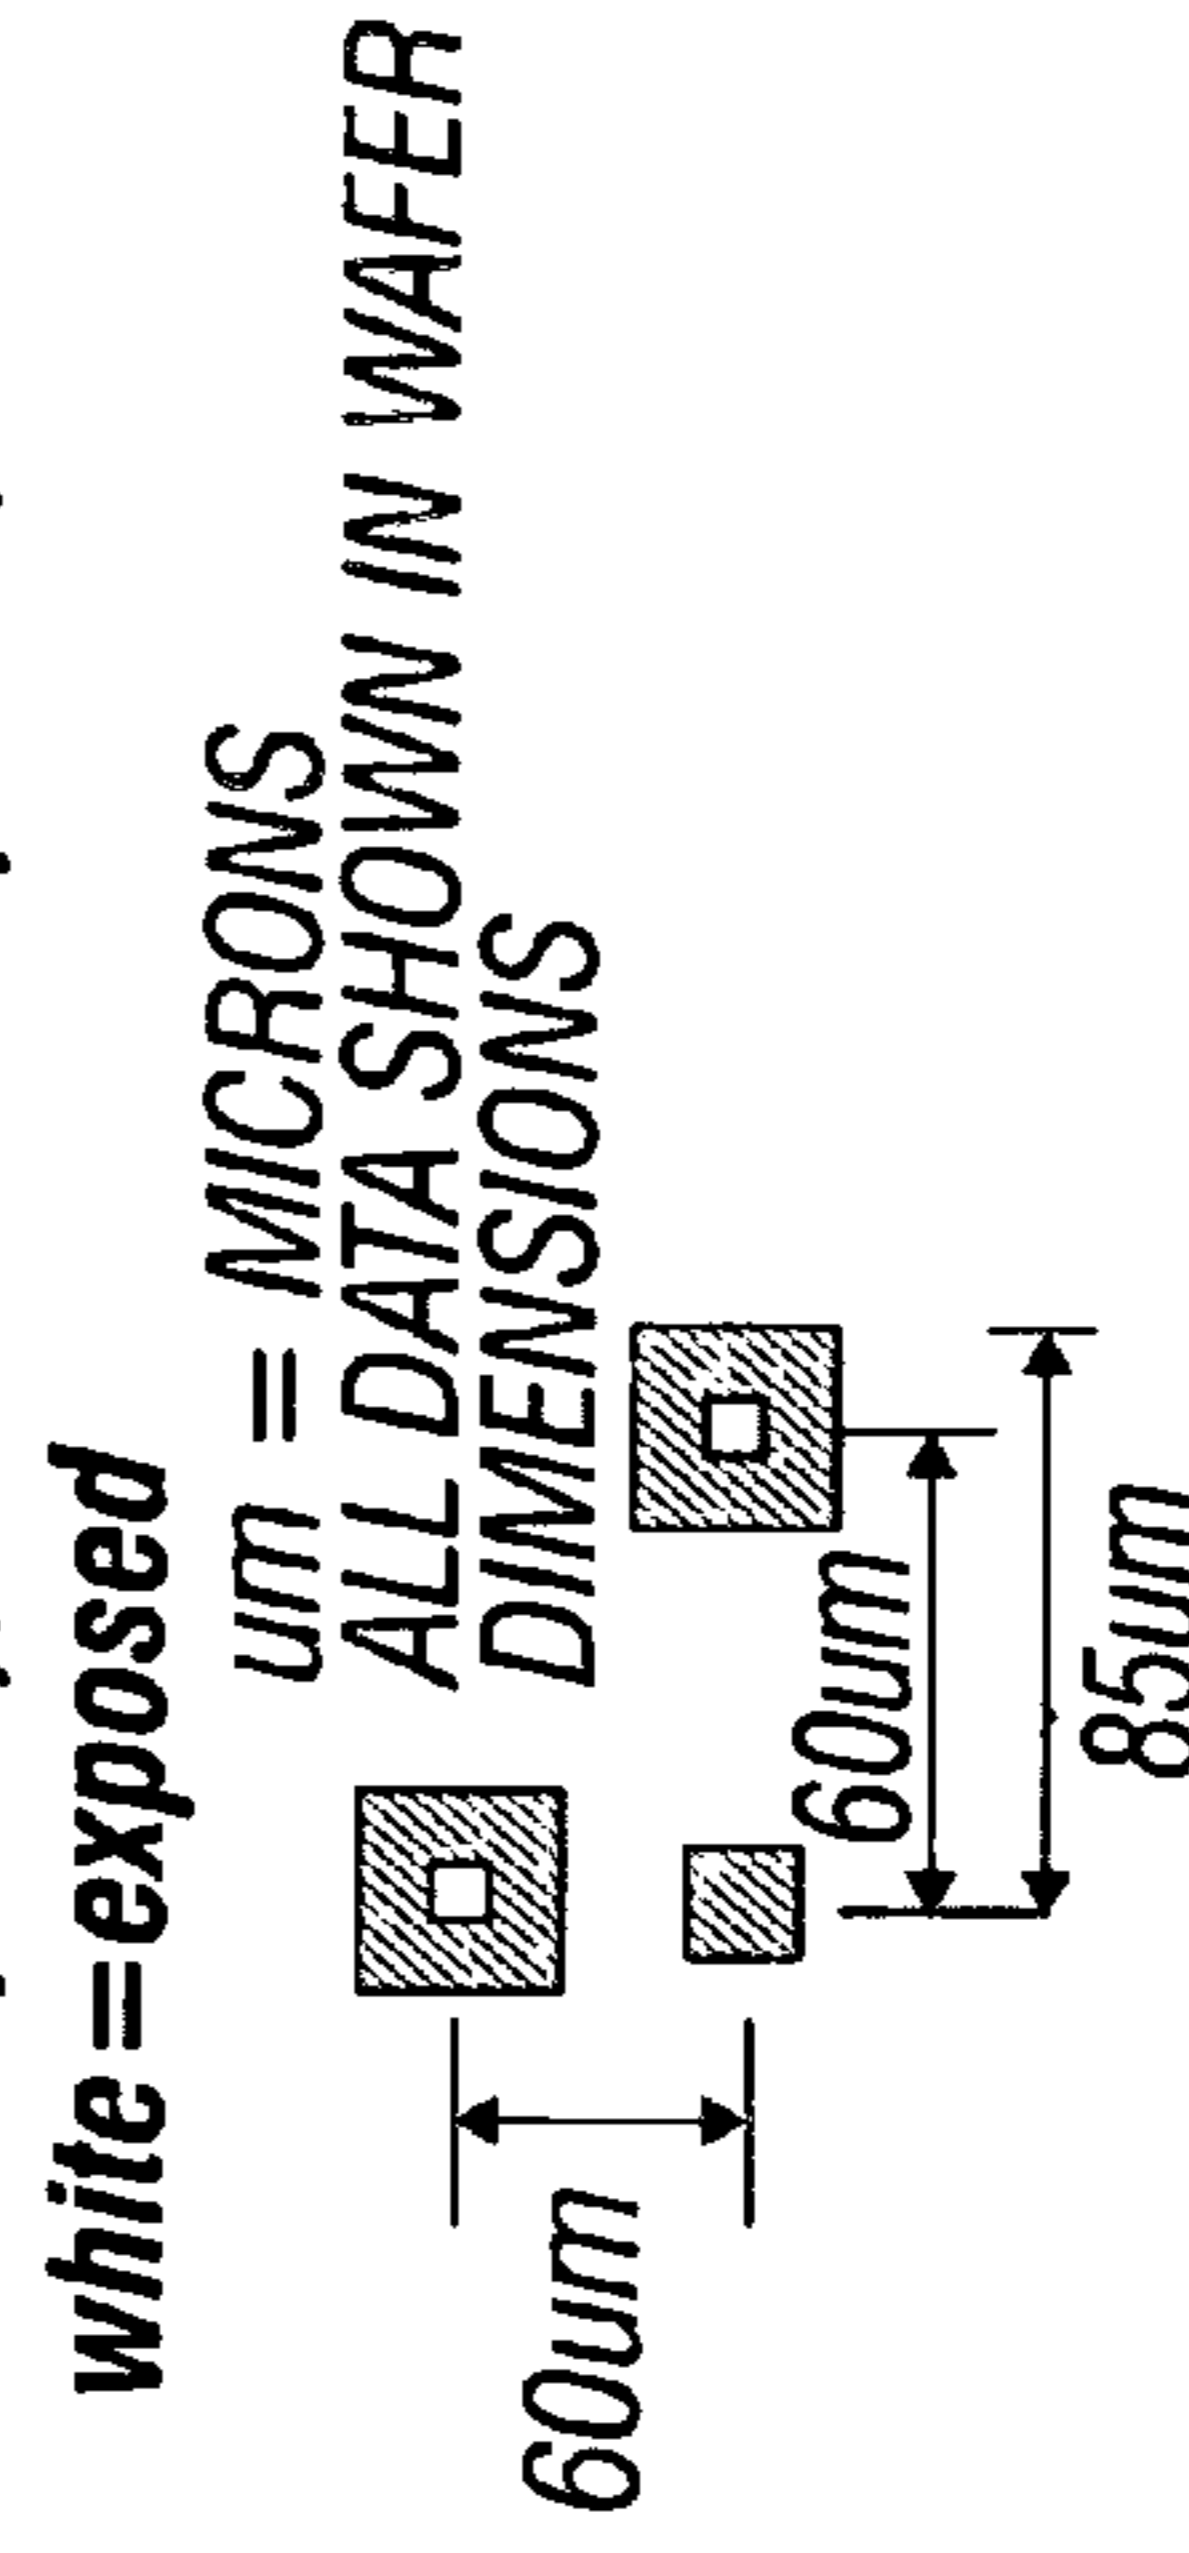 white=exposed
um = MICRONS
ALL DATA SHOWN IN WAFER
DIMENSIONS
60um
60um
85um